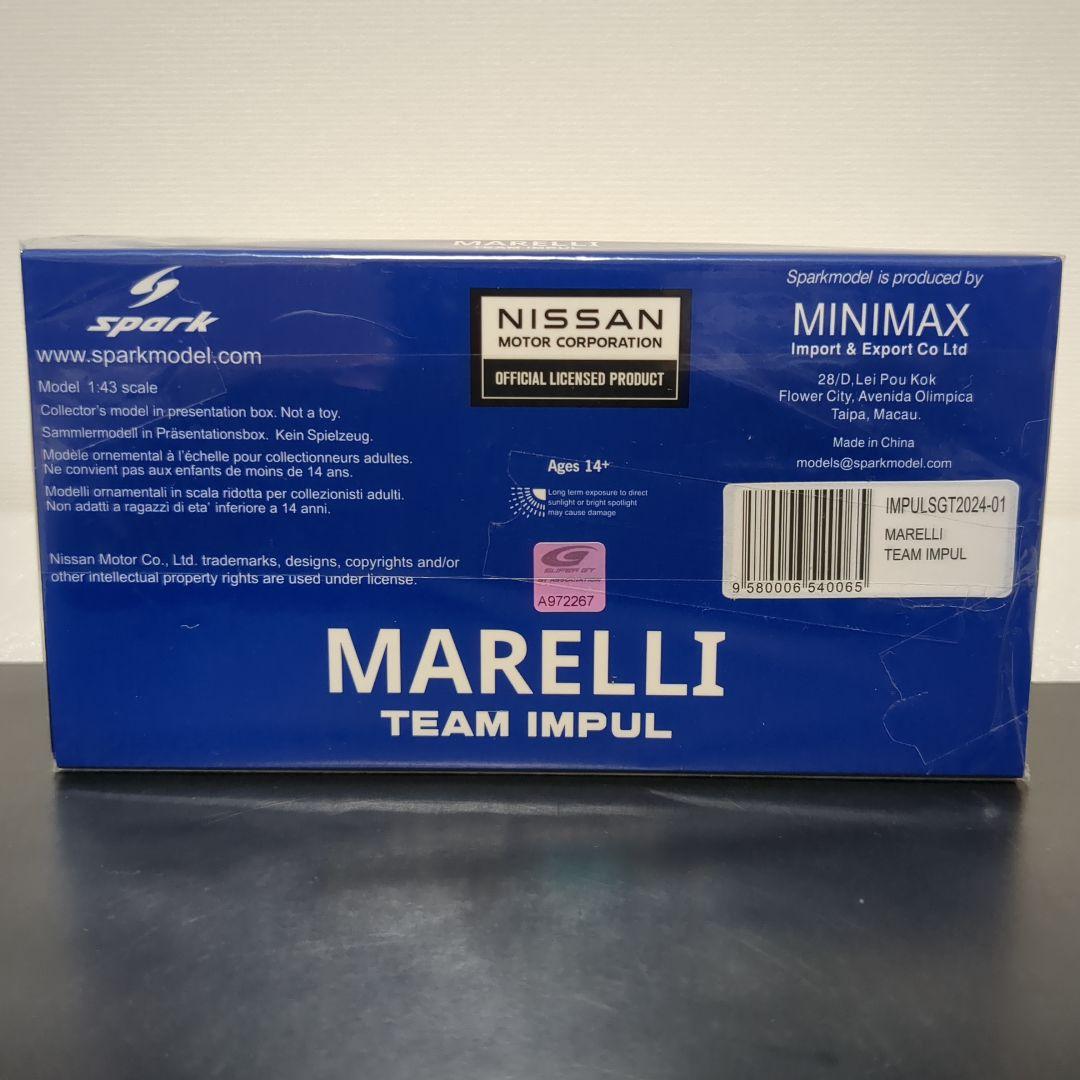 MARELLI
TEAM IMPUL
spark
www.sparkmodel.com
Model 1:43 scale
Collector's model in presentation box. Not a toy.
Sammlermodell in Präsentationsbox. Kein Spielzeug.
Modèle ornemental à l'échelle pour collectionneurs adultes.
Ne convient pas aux enfants de moins de 14 ans.
Modelli ornamentali in scala ridotta per collezionisti adulti.
Non adatti a ragazzi di eta' inferiore a 14 anni.
Nissan Motor Co., Ltd. trademarks, designs, copyrights and/or
other intellectual property rights are used under license.
NISSAN
MOTOR CORPORATION
OFFICIAL LICENSED PRODUCT
Ages 14+
Long term exposure to direct
sunlight or bright spotlight
may cause damage
SUPER GT
GT ASSOCIATION
A972267
Sparkmodel is produced by
MINIMAX
Import & Export Co Ltd
28/D,Lei Pou Kok
Flower City, Avenida Olimpica
Taipa, Macau.
Made in China
models@sparkmodel.com
IMPULSGT2024-01
MARELLI
TEAM IMPUL
9 580006 540065
MARELLI
TEAM IMPUL